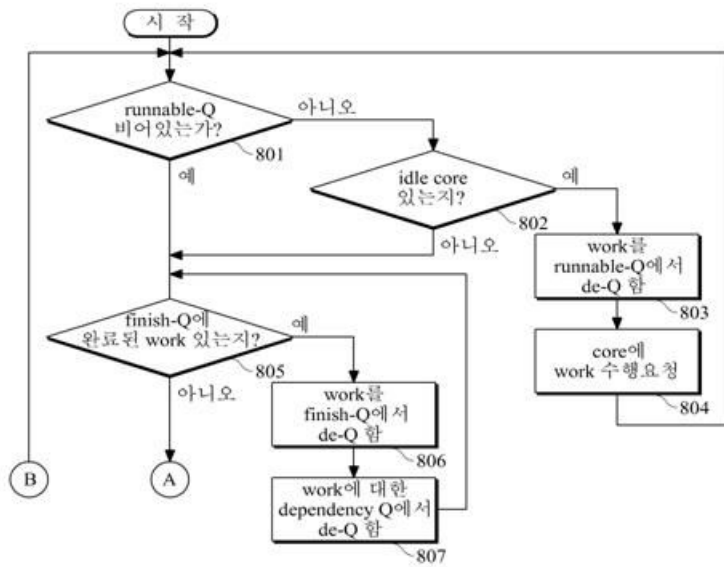 시 작
runnable-Q
비어있는가?
801
아니오
예
idle core
있는지?
802
예
아니오
work를
runnable-Q에서
de-Q 함
803
core에
work 수행요청
804
finish-Q에
완료된 work 있는지?
805
예
아니오
work를
finish-Q에서
de-Q 함
806
work에 대한
dependency Q에서
de-Q 함
807
B
A